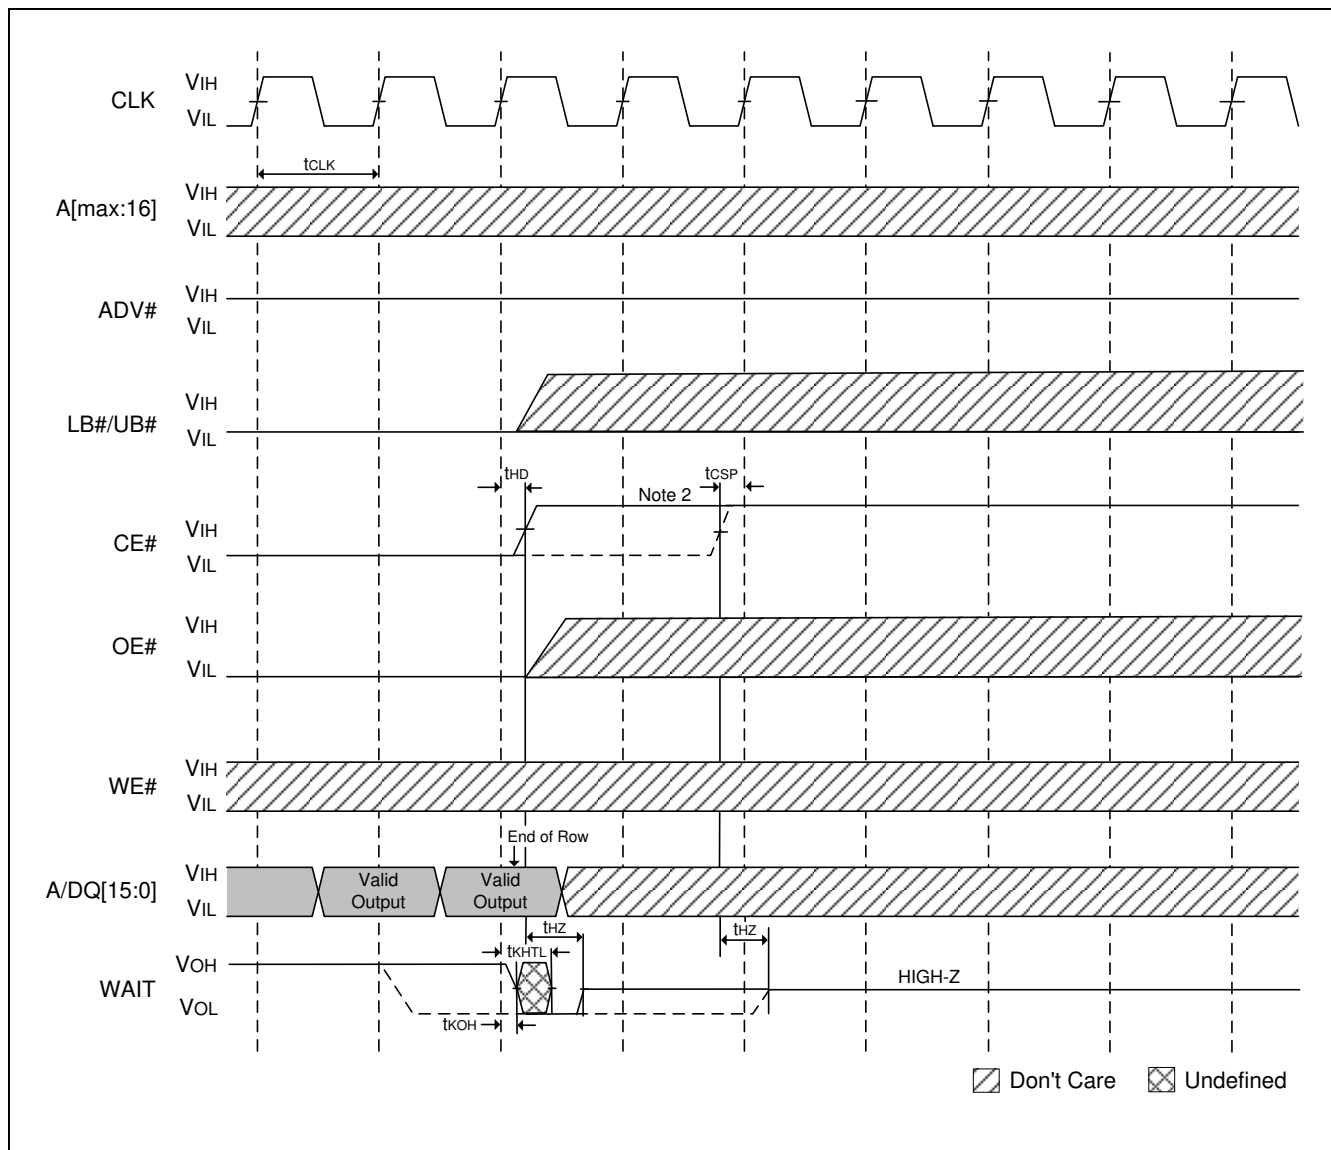 CLK
VIH
VIL
tCLK
A[max:16]
VIH
VIL
ADV#
VIH
VIL
LB#/UB#
VIH
VIL
tHD
tCSP
Note 2
CE#
VIH
VIL
OE#
VIH
VIL
WE#
VIH
VIL
End of Row
A/DQ[15:0]
VIH
VIL
Valid
Output
Valid
Output
tHZ
tHZ
tKHTL
WAIT
VOH
VOL
HIGH-Z
tKOH
Don't Care
Undefined